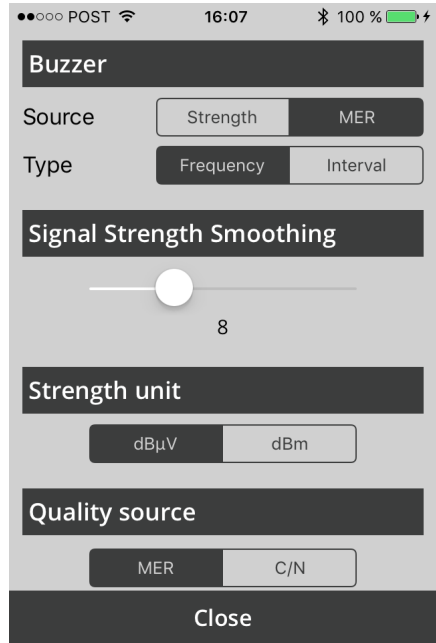 POST 16:07 100 %
Buzzer
Source Strength MER
Type Frequency Interval
Signal Strength Smoothing
8
Strength unit
dBµV dBm
Quality source
MER C/N
Close